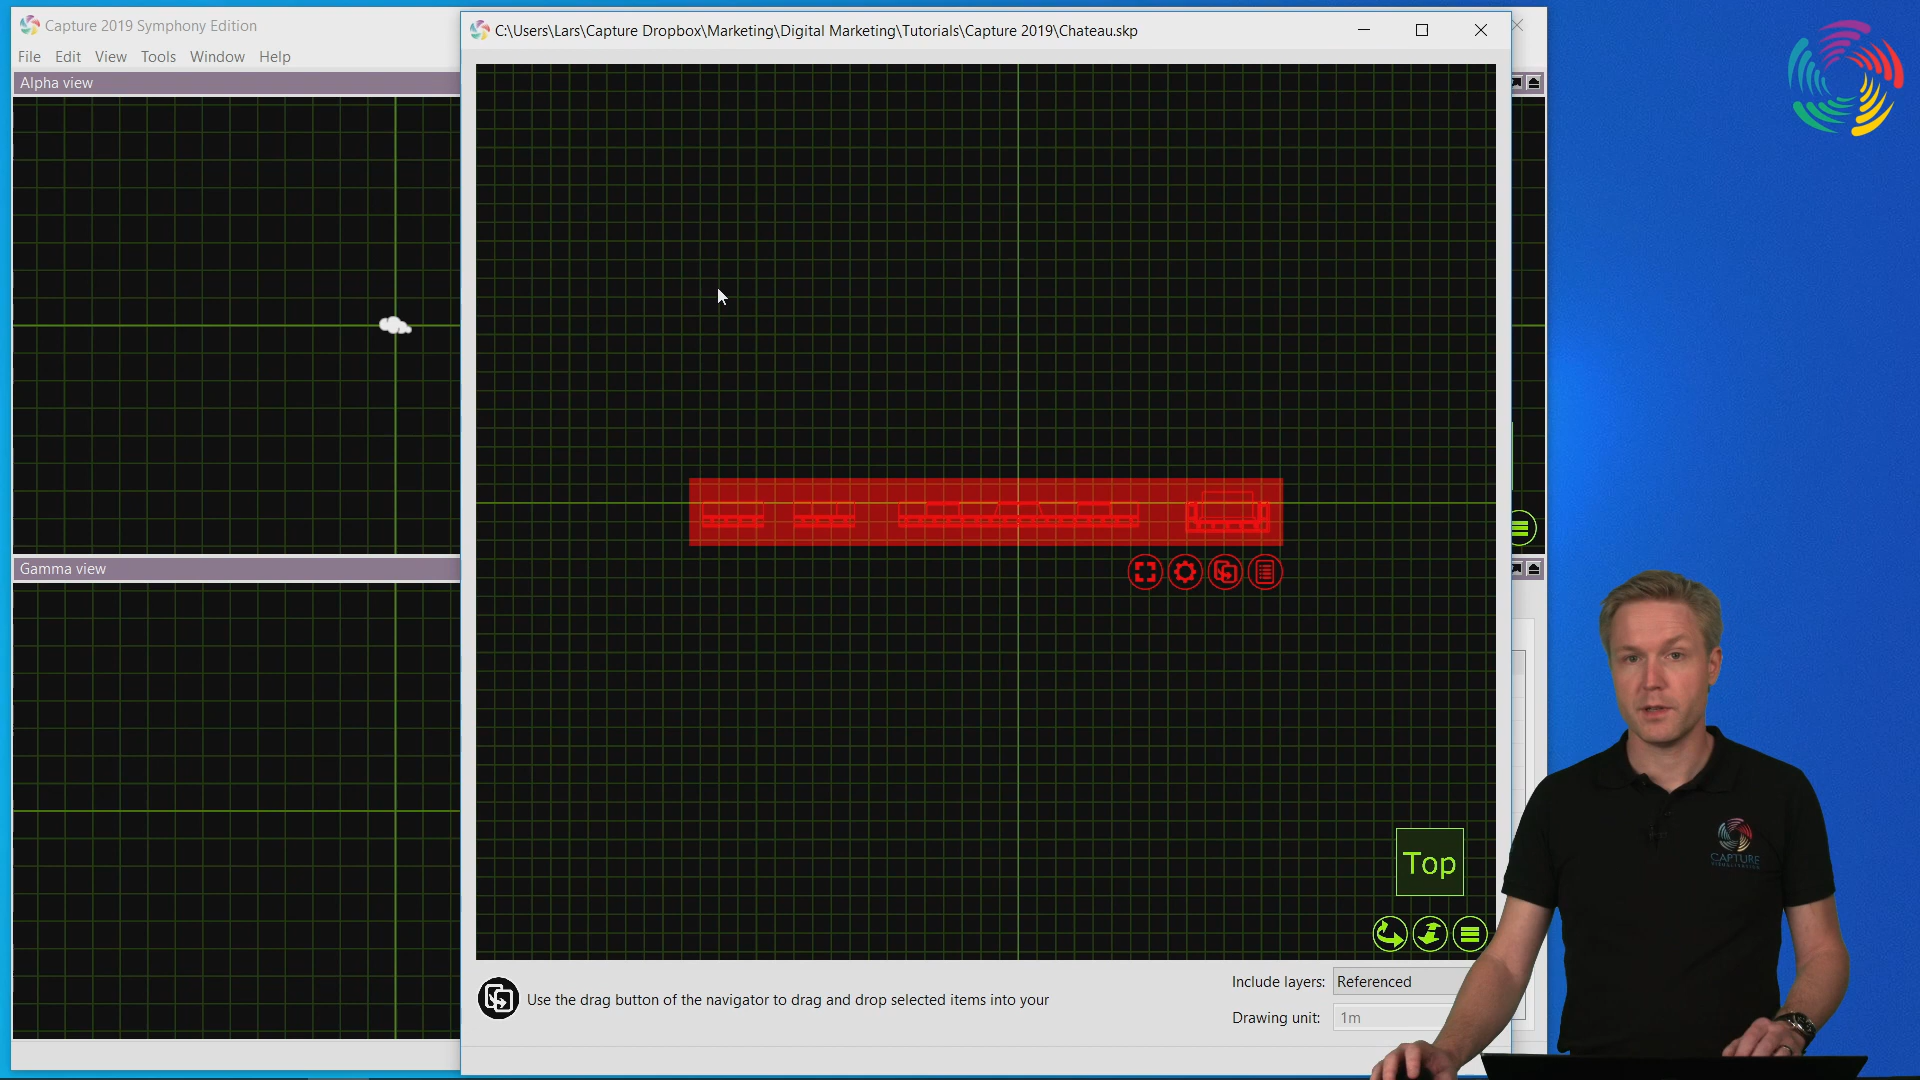 Capture 2019 Symphony Edition
File Edit View Tools Window Help
Alpha view
C:\Users\Lars\Capture Dropbox\Marketing\Digital Marketing\Tutorials\Capture 2019\Chateau.skp
Gamma view
Top
Use the drag button of the navigator to drag and drop selected items into your
Include layers: Referenced
Drawing unit: 1m
CAPTURE